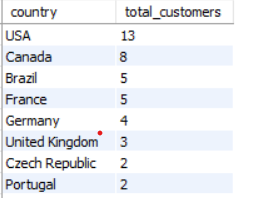 country total_customers
USA 13
Canada 8
Brazil 5
France 5
Germany 4
United Kingdom 3
Czech Republic 2
Portugal 2